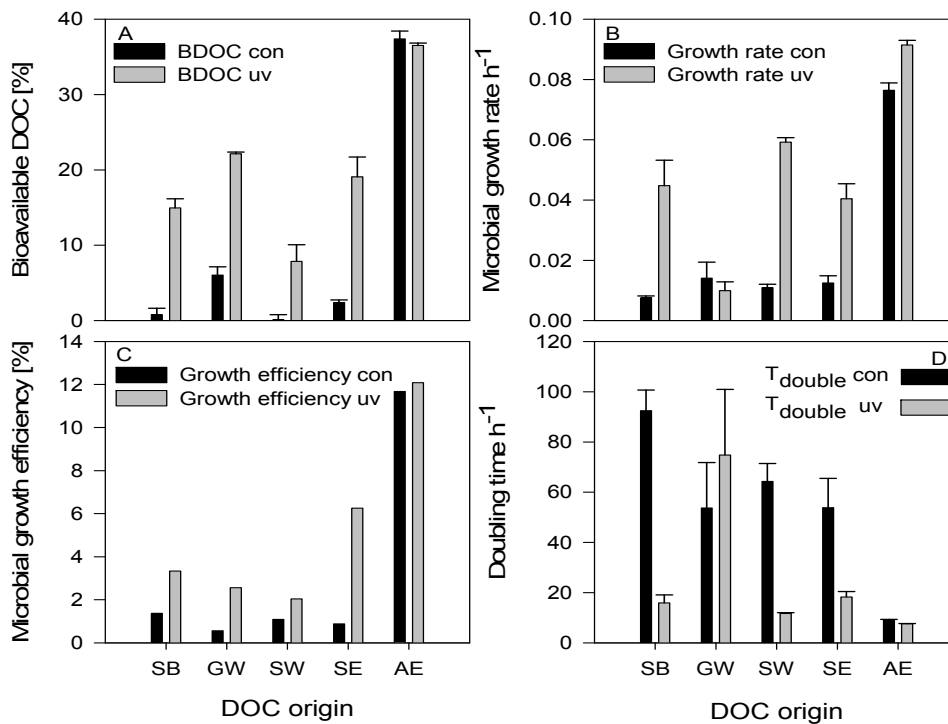 A
BDOC con
BDOC uv
Bioavailable DOC [%]
40
30
20
10
0
B
Growth rate con
Growth rate uv
Microbial growth rate h⁻¹
0.10
0.08
0.06
0.04
0.02
0.00
C
Growth efficiency con
Growth efficiency uv
Microbial growth efficiency [%]
14
12
10
8
6
4
2
0
SB GW SW SE AE
DOC origin
D
T double con
T double uv
Doubling time h⁻¹
120
100
80
60
40
20
0
SB GW SW SE AE
DOC origin